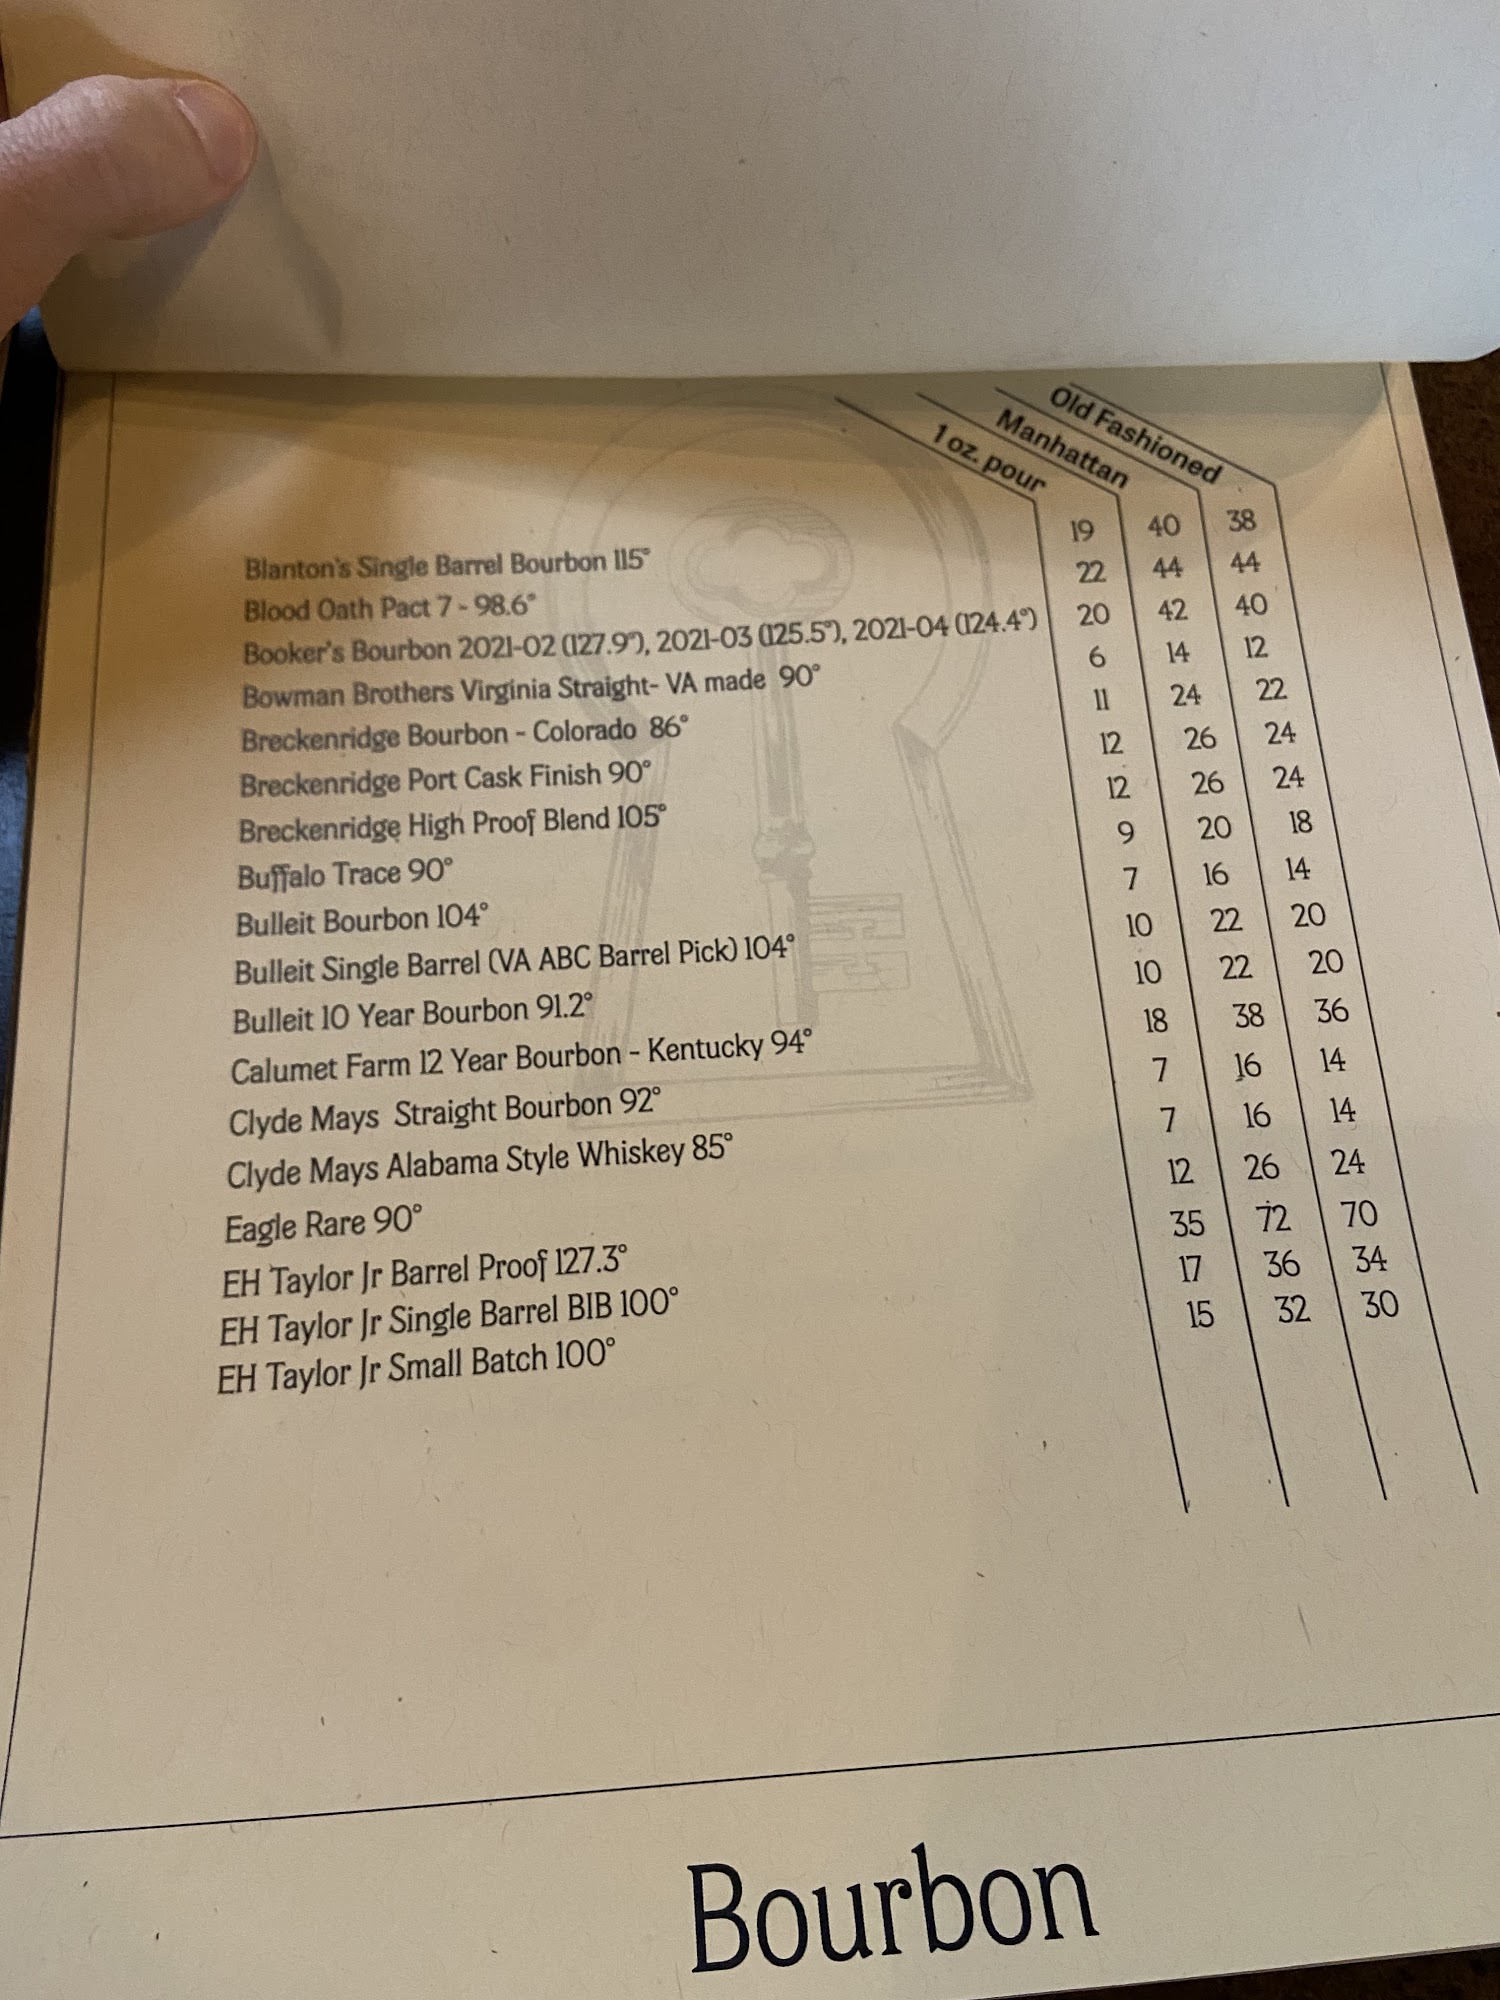 1 oz. pour Manhattan Old Fashioned
Blanton's Single Barrel Bourbon 115° 19 40 38
Blood Oath Pact 7 - 98.6° 22 44 44
Booker's Bourbon 2021-02 (127.9°), 2021-03 (125.5°), 2021-04 (124.4°) 20 42 40
Bowman Brothers Virginia Straight- VA made 90° 6 14 12
Breckenridge Bourbon - Colorado 86° 11 24 22
Breckenridge Port Cask Finish 90° 12 26 24
Breckenridge High Proof Blend 105° 12 26 24
Buffalo Trace 90° 9 20 18
Bulleit Bourbon 104° 7 16 14
Bulleit Single Barrel (VA ABC Barrel Pick) 104° 10 22 20
Bulleit 10 Year Bourbon 91.2° 10 22 20
Calumet Farm 12 Year Bourbon - Kentucky 94° 18 38 36
Clyde Mays Straight Bourbon 92° 7 16 14
Clyde Mays Alabama Style Whiskey 85° 7 16 14
Eagle Rare 90° 12 26 24
EH Taylor Jr Barrel Proof 127.3° 35 72 70
EH Taylor Jr Single Barrel BIB 100° 17 36 34
EH Taylor Jr Small Batch 100° 15 32 30
Bourbon